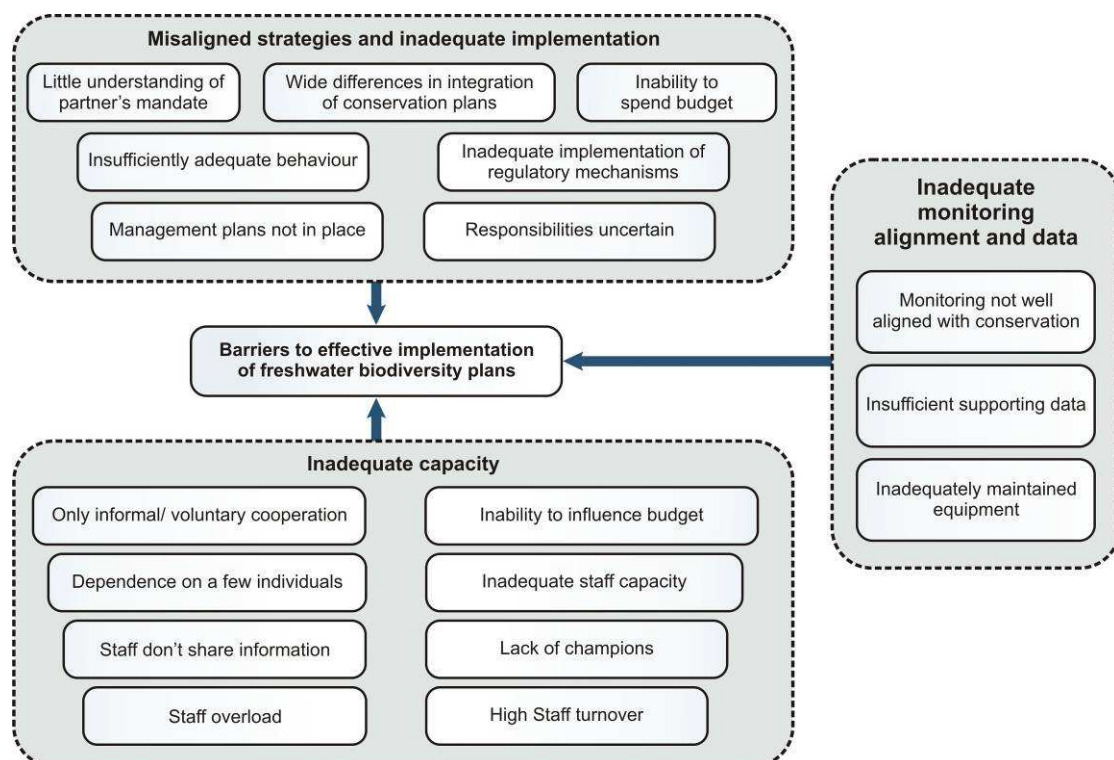 Misaligned strategies and inadequate implementation
Little understanding of
partner's mandate
Wide differences in integration
of conservation plans
Inability to
spend budget
Insufficiently adequate behaviour
Inadequate implementation of
regulatory mechanisms
Management plans not in place
Responsibilities uncertain
Barriers to effective implementation
of freshwater biodiversity plans
Inadequate
monitoring
alignment and data
Monitoring not well
aligned with conservation
Insufficient supporting data
Inadequately maintained
equipment
Inadequate capacity
Only informal/ voluntary cooperation
Inability to influence budget
Dependence on a few individuals
Inadequate staff capacity
Staff don't share information
Lack of champions
Staff overload
High Staff turnover